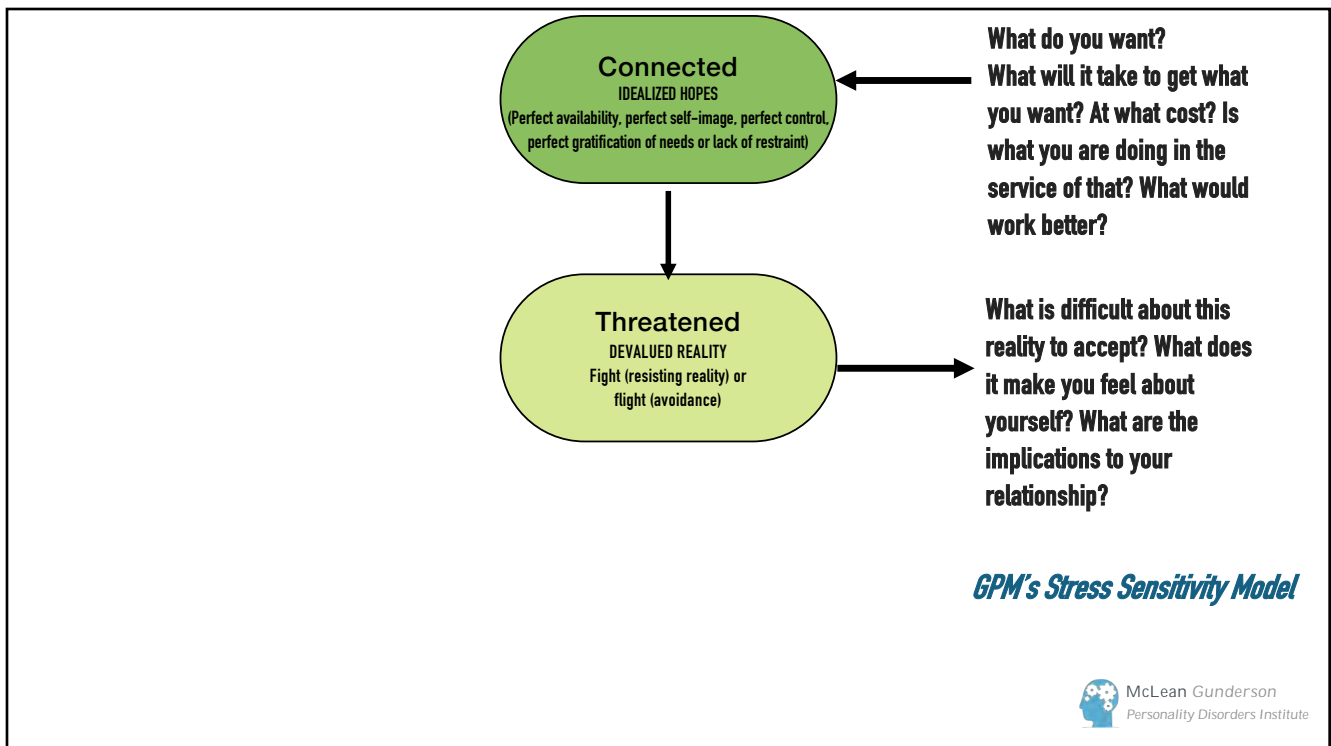 Connected
IDEALIZED HOPES
(Perfect availability, perfect self-image, perfect control,
perfect gratification of needs or lack of restraint)
What do you want?
What will it take to get what
you want? At what cost? Is
what you are doing in the
service of that? What would
work better?
Threatened
DEVALUED REALITY
Fight (resisting reality) or
flight (avoidance)
What is difficult about this
reality to accept? What does
it make you feel about
yourself? What are the
implications to your
relationship?
GPM's Stress Sensitivity Model
McLean Gunderson
Personality Disorders Institute